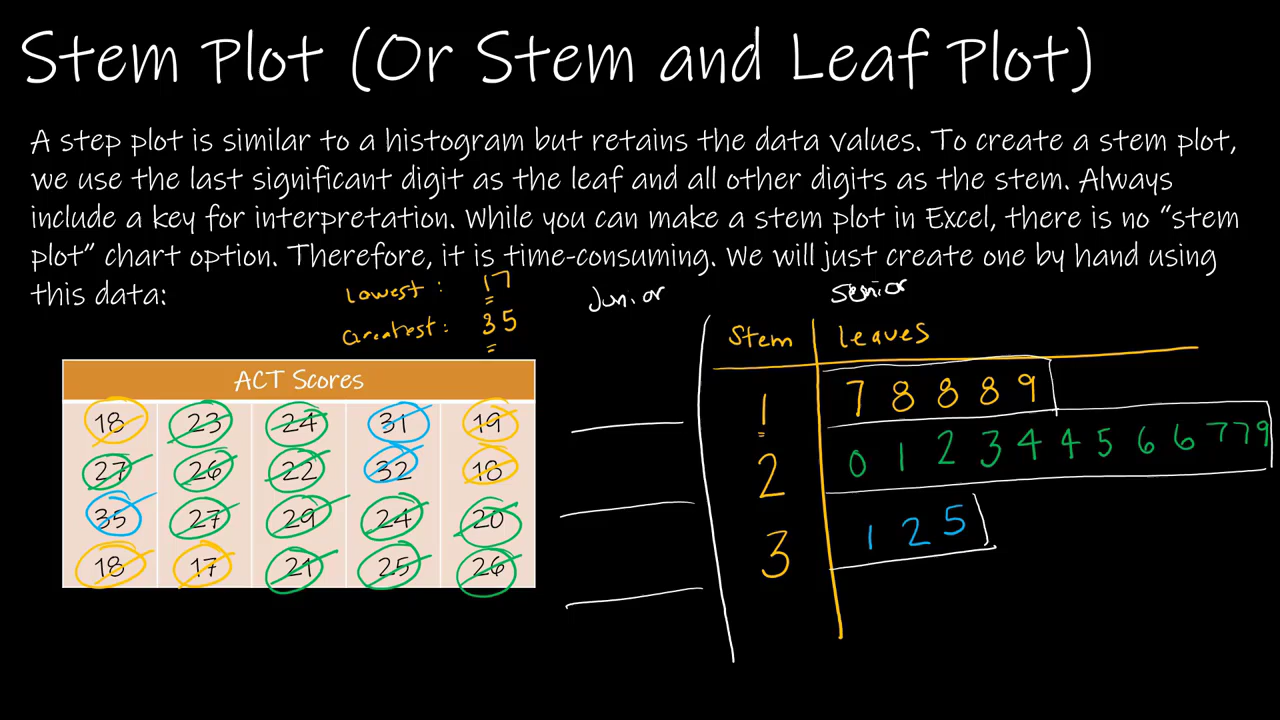 Stem Plot (Or Stem and Leaf Plot)
A step plot is similar to a histogram but retains the data values. To create a stem plot,
we use the last significant digit as the leaf and all other digits as the stem. Always
include a key for interpretation. While you can make a stem plot in Excel, there is no “stem
plot” chart option. Therefore, it is time-consuming. We will just create one by hand using
this data:
Lowest: 17
Greatest: 35
Junior
Senior
ACT Scores
18 23 24 31 19
27 26 22 32 18
35 27 29 24 20
18 17 21 25 26
Stem leaves
1 7 8 8 8 9
2 0 1 2 3 4 4 5 6 6 7 7 9
3 1 2 5